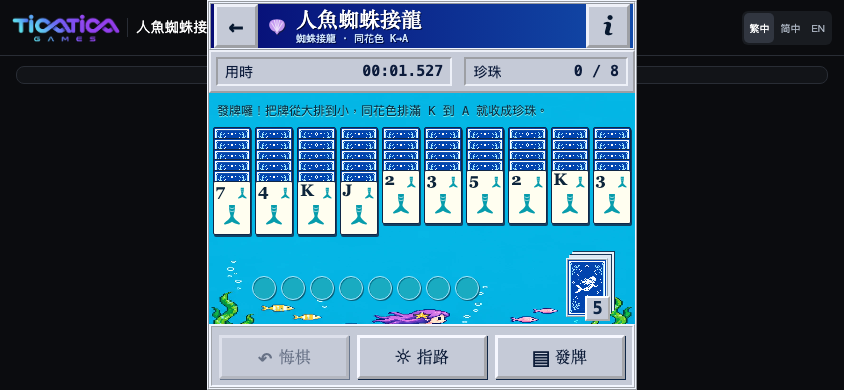 TICATICA
GAMES
人魚蜘蛛接
繁中 简中 EN
← 人魚蜘蛛接龍
蜘蛛接龍 · 同花色 K→A
i
用時 00:01.527
珍珠 0 / 8
發牌囉！把牌從大排到小，同花色排滿 K 到 A 就收成珍珠。
7 4 K J 2 3 5 2 K 3
5
↶ 悔棋
指路
發牌